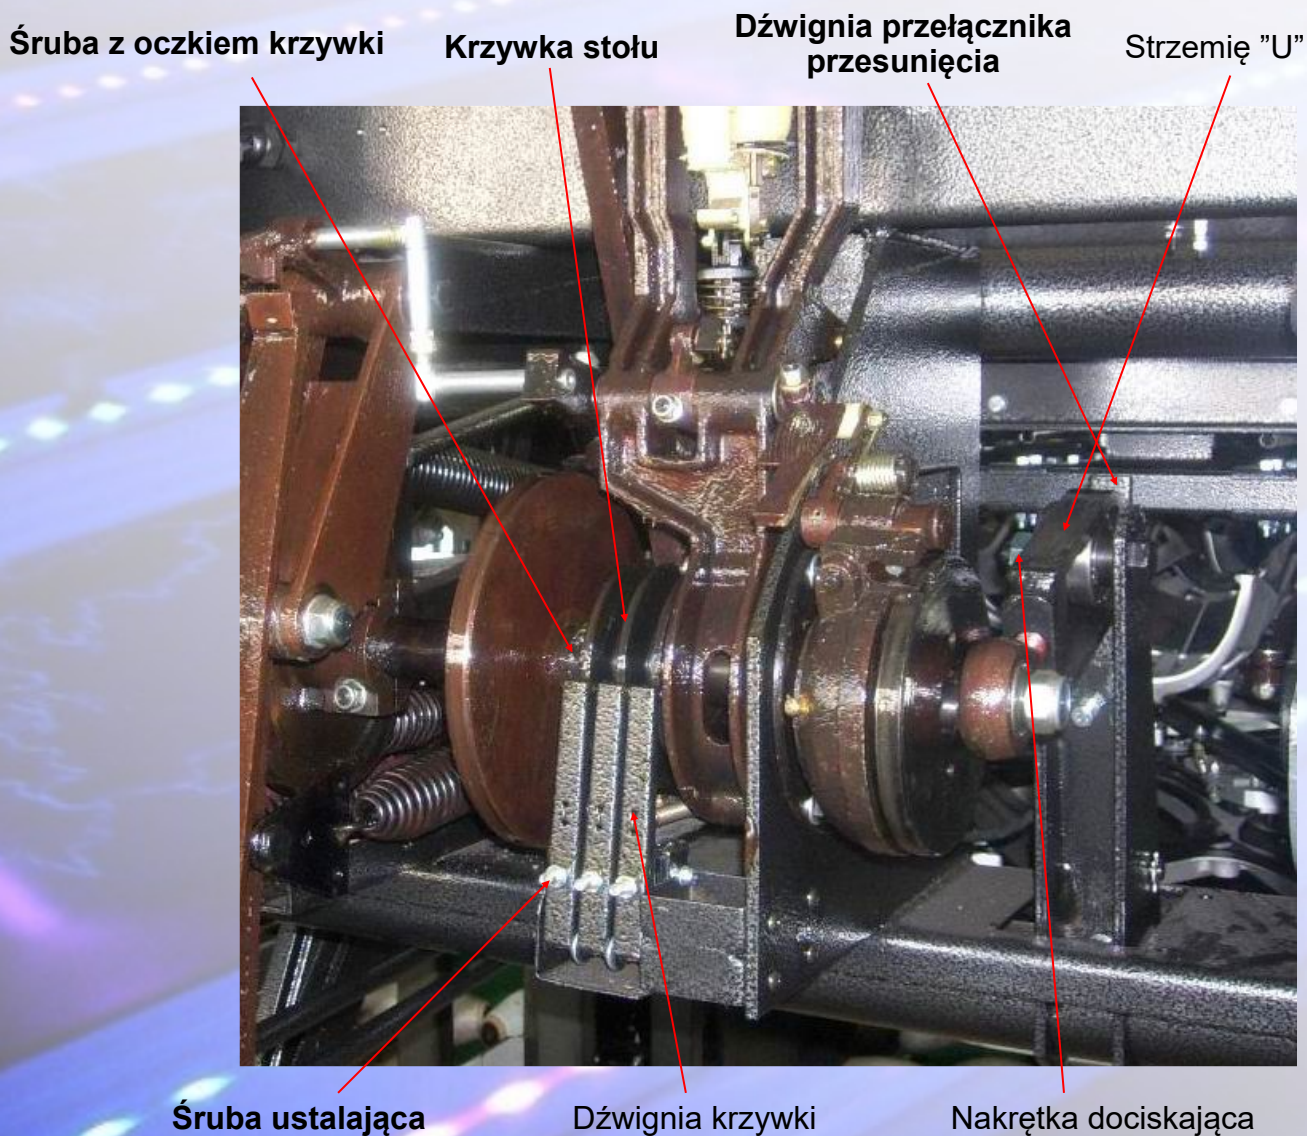 Śruba z oczkiem krzywki
Krzywka stołu
Dźwignia przełącznika
przesunięcia
Strzemię ”U”
Śruba ustalająca
Dźwignia krzywki
Nakrętka dociskająca